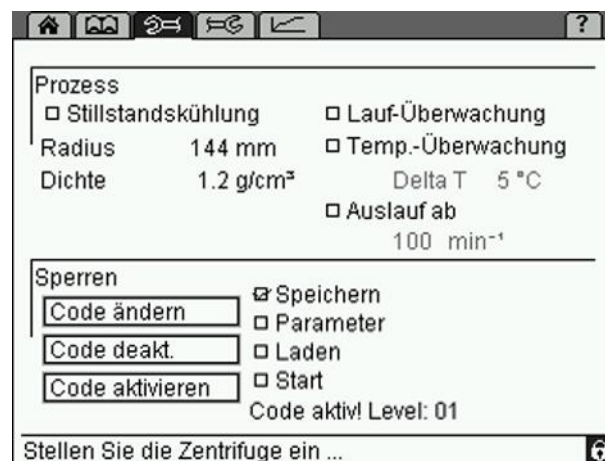 ?
Prozess
Stillstandskühlung
Lauf-Überwachung
Radius 144 mm
Temp.-Überwachung
Dichte 1.2 g/cm³
Delta T 5 °C
Auslauf ab
100 min⁻¹
Sperren
Code ändern
Code deakt.
Code aktivieren
Speichern
Parameter
Laden
Start
Code aktiv! Level: 01
Stellen Sie die Zentrifuge ein ...